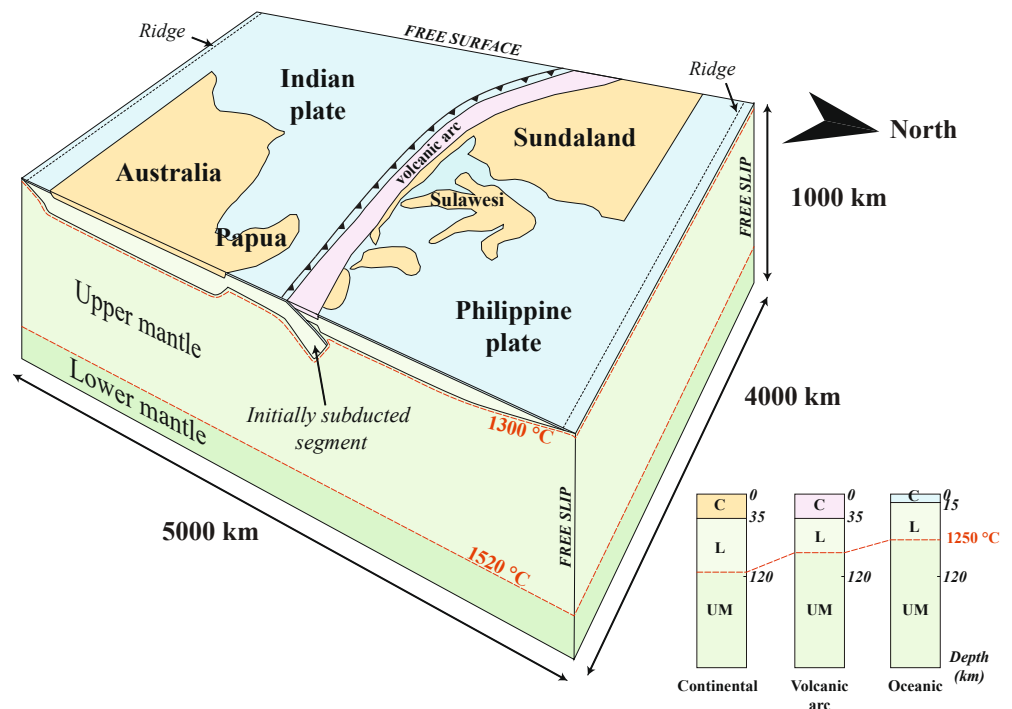 Ridge
FREE SURFACE
Indian
plate
Ridge
volcanic arc
Sundaland
North
Australia
Sulawesi
FREE SLIP
1000 km
Papua
Upper mantle
Philippine
plate
Lower mantle
Initially subducted
segment
1300 °C
4000 km
5000 km
1520 °C
FREE SLIP
C
0
35
L
120
UM
Continental
C
0
35
L
120
UM
Volcanic
arc
C
0
15
L
1250 °C
120
UM
Oceanic
Depth
(km)